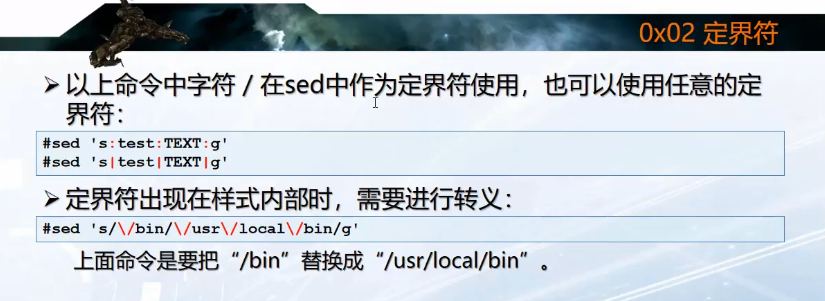 0x02 定界符
➢ 以上命令中字符 / 在sed中作为定界符使用，也可以使用任意的定
界符：
#sed 's:test:TEXT:g'
#sed 's|test|TEXT|g'
➢ 定界符出现在样式内部时，需要进行转义：
#sed 's/\/bin/\/usr\/local\/bin/g'
上面命令是要把“/bin”替换成“/usr/local/bin”。